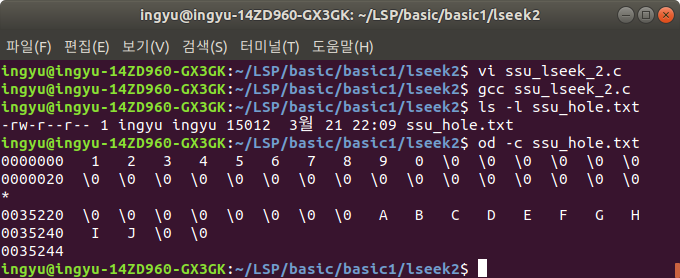 ingyu@ingyu-14ZD960-GX3GK: ~/LSP/basic/basic1/lseek2
파일(F) 편집(E) 보기(V) 검색(S) 터미널(T) 도움말(H)
ingyu@ingyu-14ZD960-GX3GK:~/LSP/basic/basic1/lseek2$ vi ssu_lseek_2.c
ingyu@ingyu-14ZD960-GX3GK:~/LSP/basic/basic1/lseek2$ gcc ssu_lseek_2.c
ingyu@ingyu-14ZD960-GX3GK:~/LSP/basic/basic1/lseek2$ ls -l ssu_hole.txt
-rw-r--r-- 1 ingyu ingyu 15012  3월 21 22:09 ssu_hole.txt
ingyu@ingyu-14ZD960-GX3GK:~/LSP/basic/basic1/lseek2$ od -c ssu_hole.txt
0000000   1   2   3   4   5   6   7   8   9   0  \0  \0  \0  \0  \0  \0
0000020  \0  \0  \0  \0  \0  \0  \0  \0  \0  \0  \0  \0  \0  \0  \0  \0
*
0035220  \0  \0  \0  \0  \0  \0  \0  \0   A   B   C   D   E   F   G   H
0035240   I   J  \0  \0
0035244
ingyu@ingyu-14ZD960-GX3GK:~/LSP/basic/basic1/lseek2$